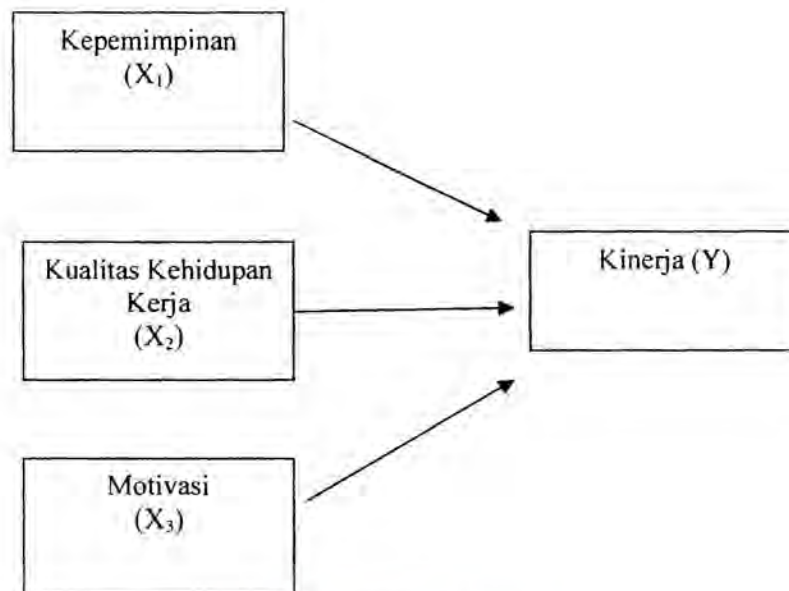 Kepemimpinan
(X₁)
Kualitas Kehidupan
Kerja
(X₂)
Motivasi
(X₃)
Kinerja (Y)